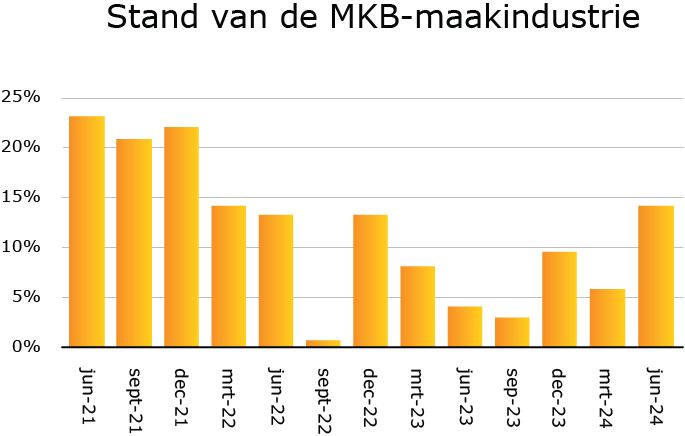 Stand van de MKB-maakindustrie
25%
20%
15%
10%
5%
0%
jun-21
sept-21
dec-21
mrt-22
jun-22
sept-22
dec-22
mrt-23
jun-23
sep-23
dec-23
mrt-24
jun-24